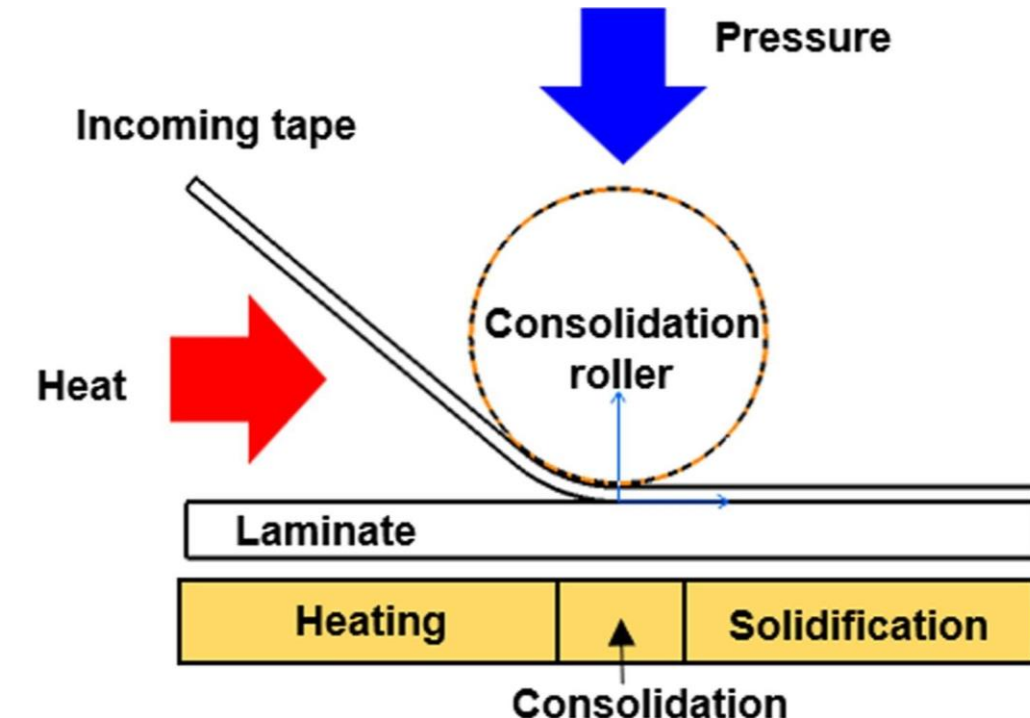 Pressure
Incoming tape
Consolidation
roller
Heat
Laminate
Heating
Solidification
Consolidation